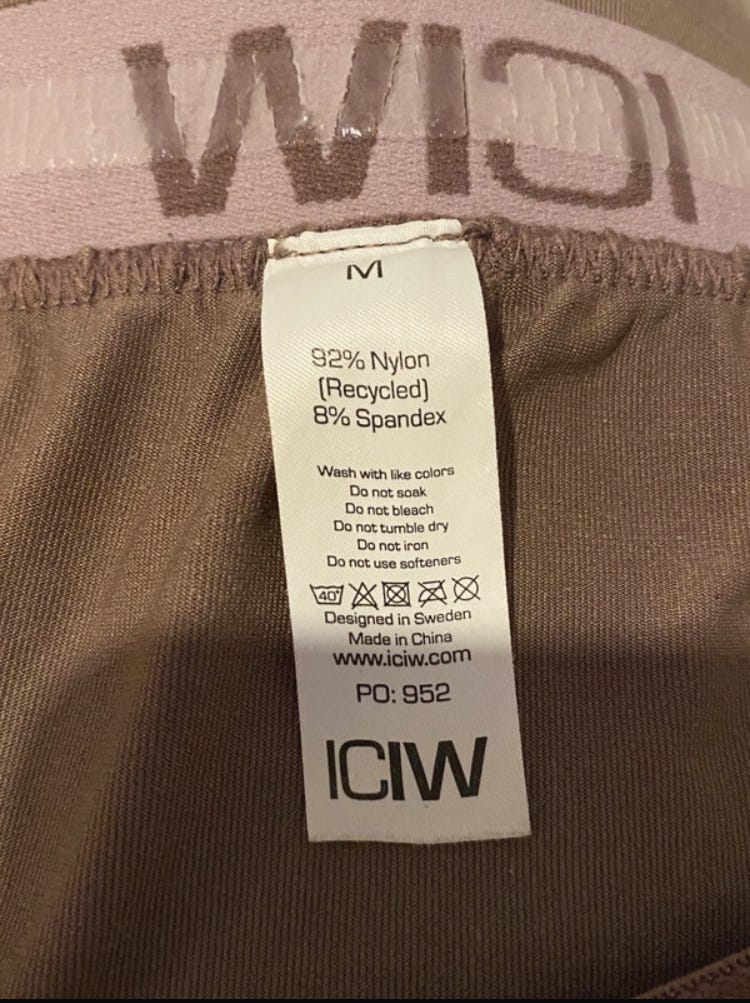 ICIW
M
92% Nylon
(Recycled)
8% Spandex
Wash with like colors
Do not soak
Do not bleach
Do not tumble dry
Do not iron
Do not use softeners
40°
Designed in Sweden
Made in China
www.iciw.com
PO: 952
ICIW